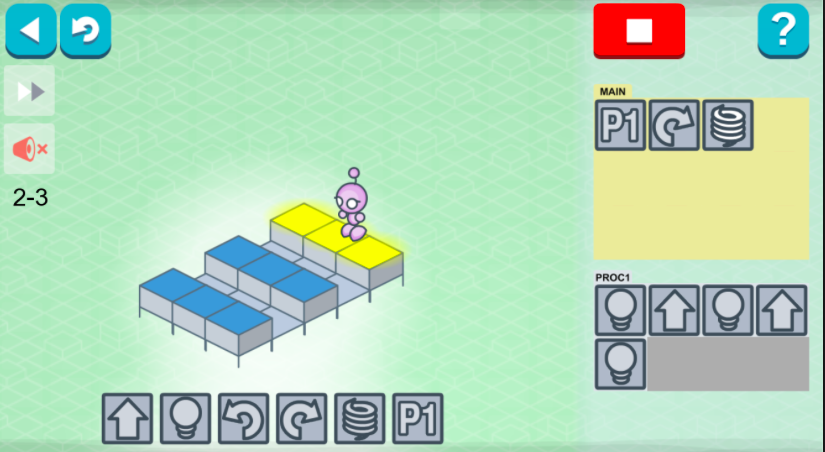 ?
MAIN
P1
2-3
PROC1
P1